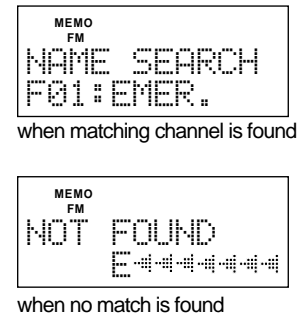 MEMO
FM
NAME SEARCH
F01:EMER.
when matching channel is found
MEMO
FM
NOT FOUND
E
when no match is found